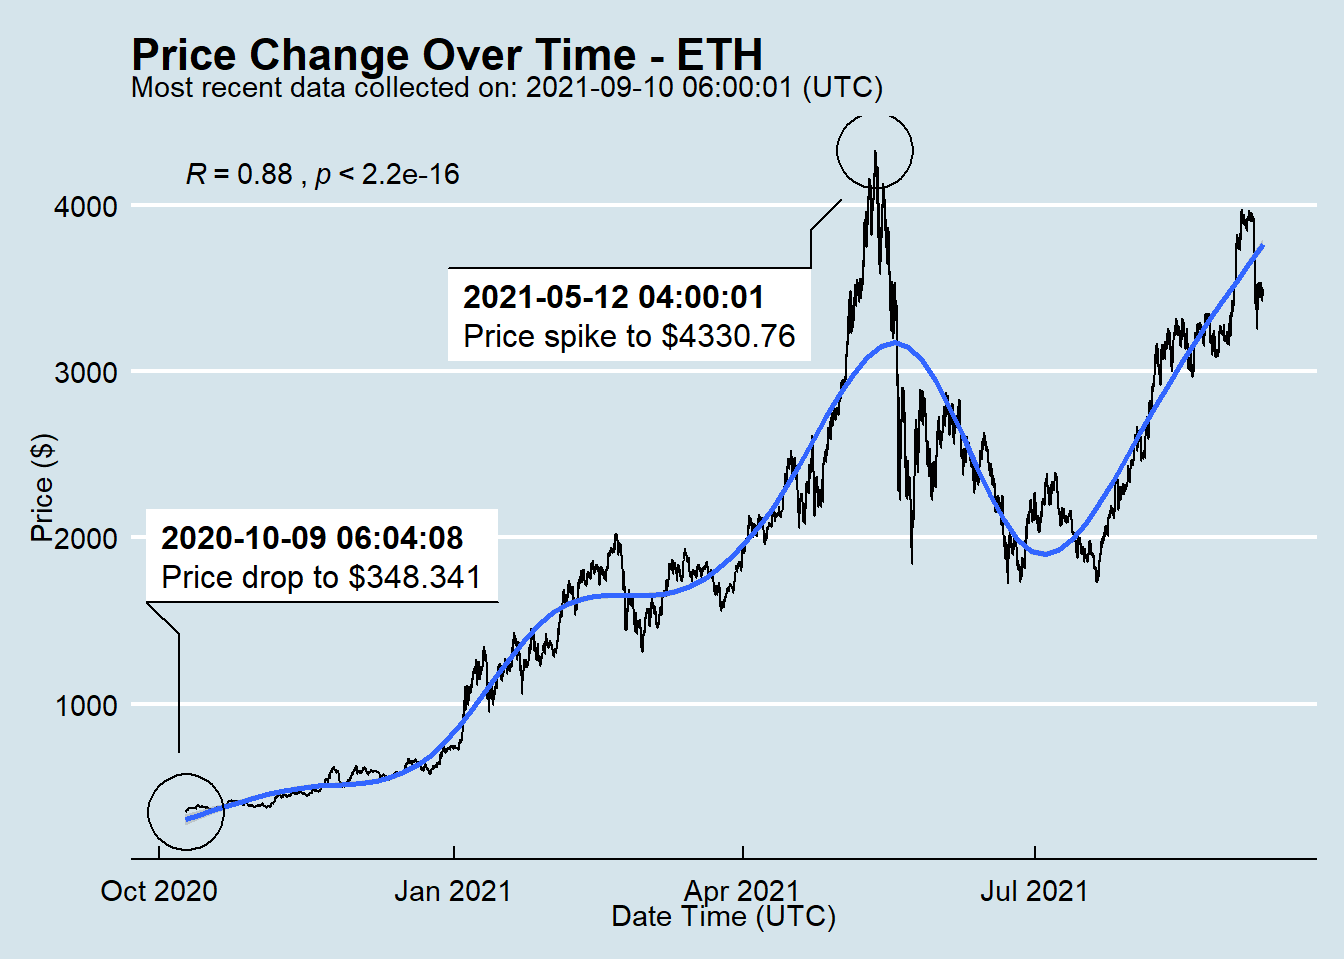 Price Change Over Time - ETH
Most recent data collected on: 2021-09-10 06:00:01 (UTC)
R = 0.88 , p < 2.2e-16
4000
3000
2000
1000
Price ($)
2021-05-12 04:00:01
Price spike to $4330.76
2020-10-09 06:04:08
Price drop to $348.341
Oct 2020
Jan 2021
Apr 2021
Jul 2021
Date Time (UTC)